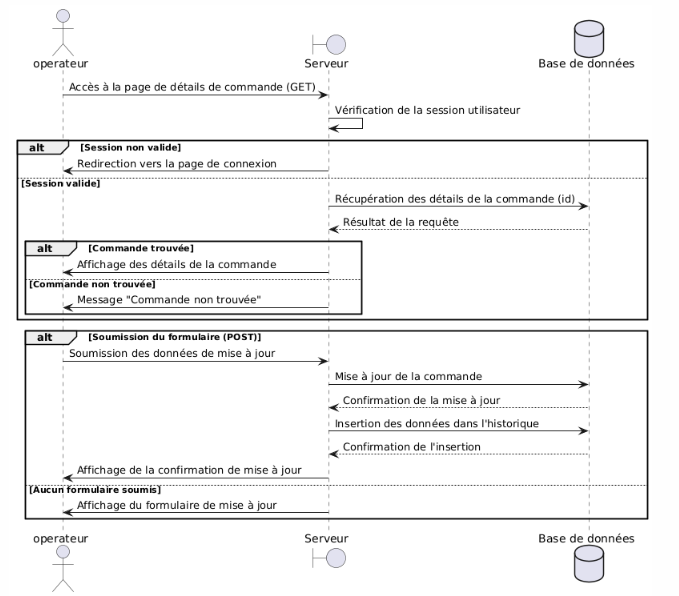 operateur
Serveur
Base de données
Accès à la page de détails de commande (GET)
Vérification de la session utilisateur
alt
[Session non valide]
Redirection vers la page de connexion
[Session valide]
Récupération des détails de la commande (id)
Résultat de la requête
alt
[Commande trouvée]
Affichage des détails de la commande
[Commande non trouvée]
Message "Commande non trouvée"
alt
[Soumission du formulaire (POST)]
Soumission des données de mise à jour
Mise à jour de la commande
Confirmation de la mise à jour
Insertion des données dans l'historique
Confirmation de l'insertion
Affichage de la confirmation de mise à jour
[Aucun formulaire soumis]
Affichage du formulaire de mise à jour
operateur
Serveur
Base de données